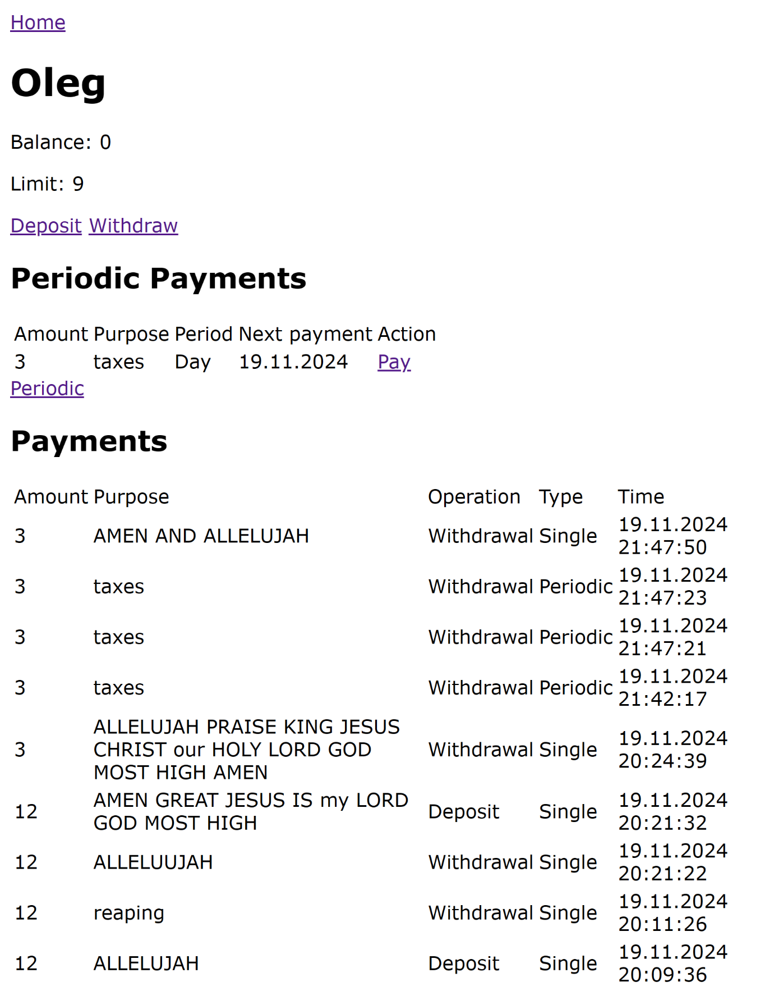 Home
Oleg
Balance: 0
Limit: 9
Deposit Withdraw
Periodic Payments
Amount Purpose Period Next payment Action
3 taxes Day 19.11.2024 Pay
Periodic
Payments
Amount Purpose Operation Type Time
3 AMEN AND ALLELUJAH Withdrawal Single 19.11.2024
21:47:50
3 taxes Withdrawal Periodic 19.11.2024
21:47:23
3 taxes Withdrawal Periodic 19.11.2024
21:47:21
3 taxes Withdrawal Periodic 19.11.2024
21:42:17
3 ALLELUJAH PRAISE KING JESUS
CHRIST our HOLY LORD GOD
MOST HIGH AMEN Withdrawal Single 19.11.2024
20:24:39
12 AMEN GREAT JESUS IS my LORD
GOD MOST HIGH Deposit Single 19.11.2024
20:21:32
12 ALLELUUJAH Withdrawal Single 19.11.2024
20:21:22
12 reaping Withdrawal Single 19.11.2024
20:11:26
12 ALLELUJAH Deposit Single 19.11.2024
20:09:36